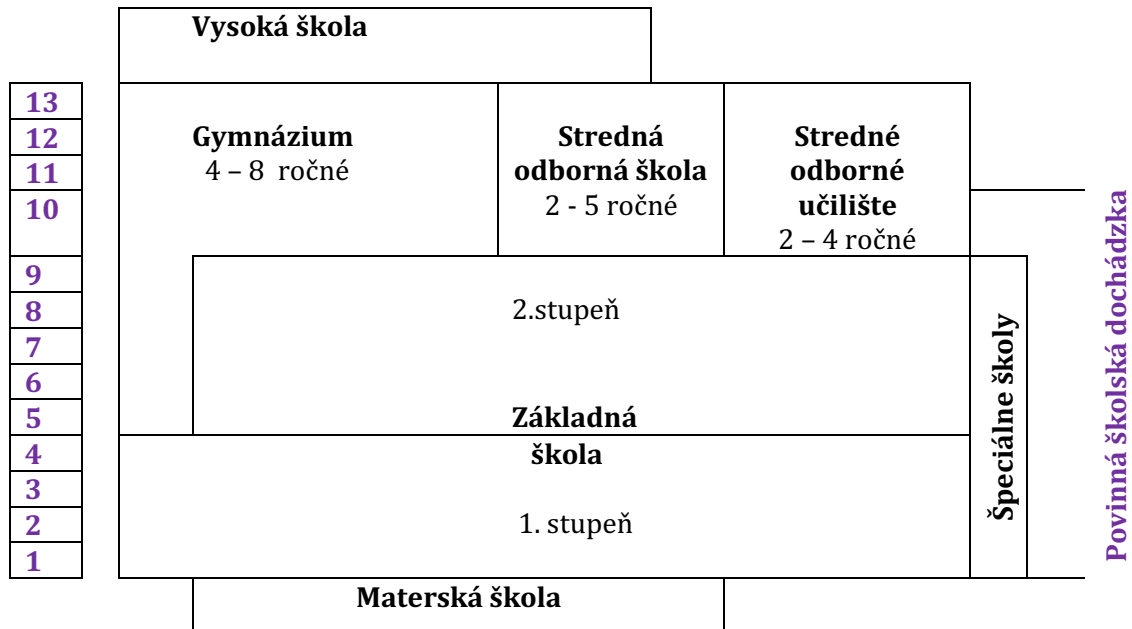 Vysoká škola
13
12
11
10
9
8
7
6
5
4
3
2
1
Gymnázium
4 – 8 ročné
Stredná
odborná škola
2 - 5 ročné
Stredné
odborné
učilište
2 – 4 ročné
2.stupeň
Základná
škola
1. stupeň
Špeciálne školy
Povinná školská dochádzka
Materská škola